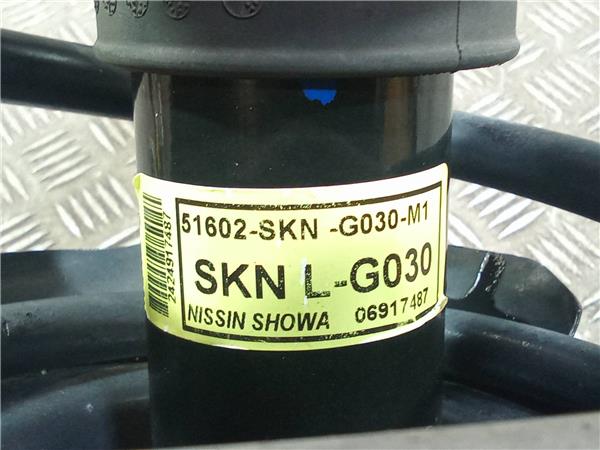 51602-SKN -G030-M1
SKN L-G030
NISSIN SHOWA 06917487